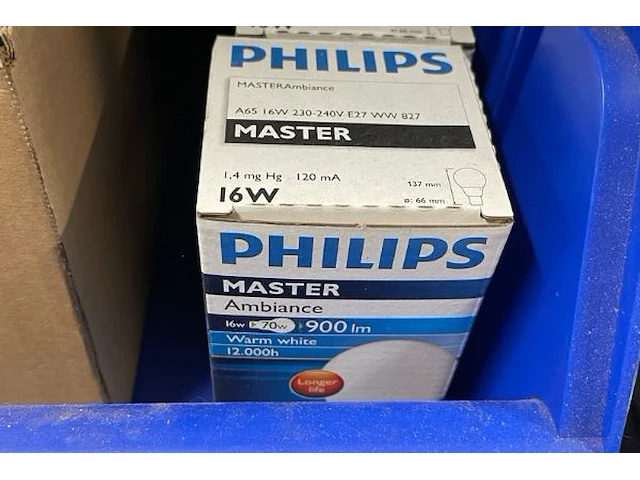 PHILIPS
MASTERAmbiance
A65 16W 230-240V E27 WW 827
MASTER
1.4 mg Hg 120 mA
137 mm
16W
ø: 66 mm
PHILIPS
MASTER
Ambiance
16w 70w 900 lm
Warm white
12.000h
Longer
life